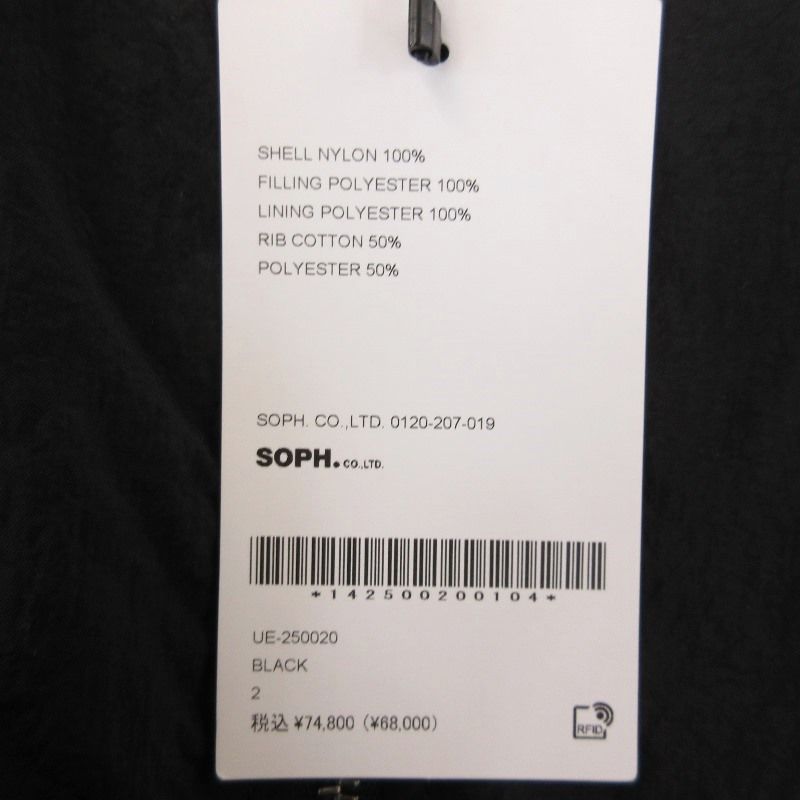 SHELL NYLON 100%
FILLING POLYESTER 100%
LINING POLYESTER 100%
RIB COTTON 50%
POLYESTER 50%
SOPH. CO.,LTD. 0120-207-019
SOPH. CO.,LTD.
*142500200104*
UE-250020
BLACK
2
税込 ¥74,800 (¥68,000)
RFID